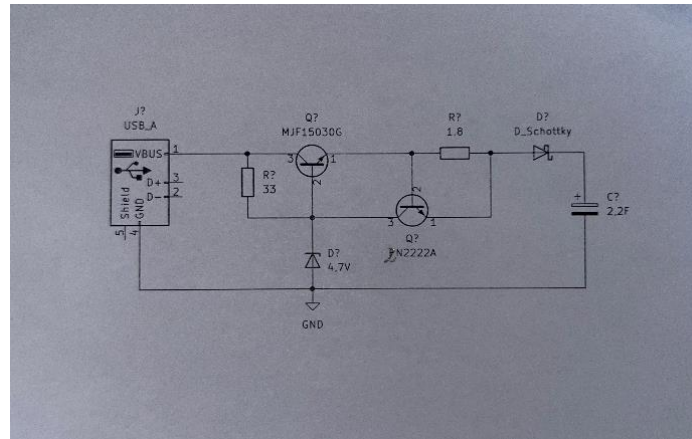 J?
USB_A
VBUS
1
D+
3
D-
2
Shield
GND
5
4
R?
33
Q?
MJF15030G
3
1
2
R?
1.8
D?
D_Schottky
2
3
1
Q?
N2222A
D?
4,7V
+
C?
2,2F
GND